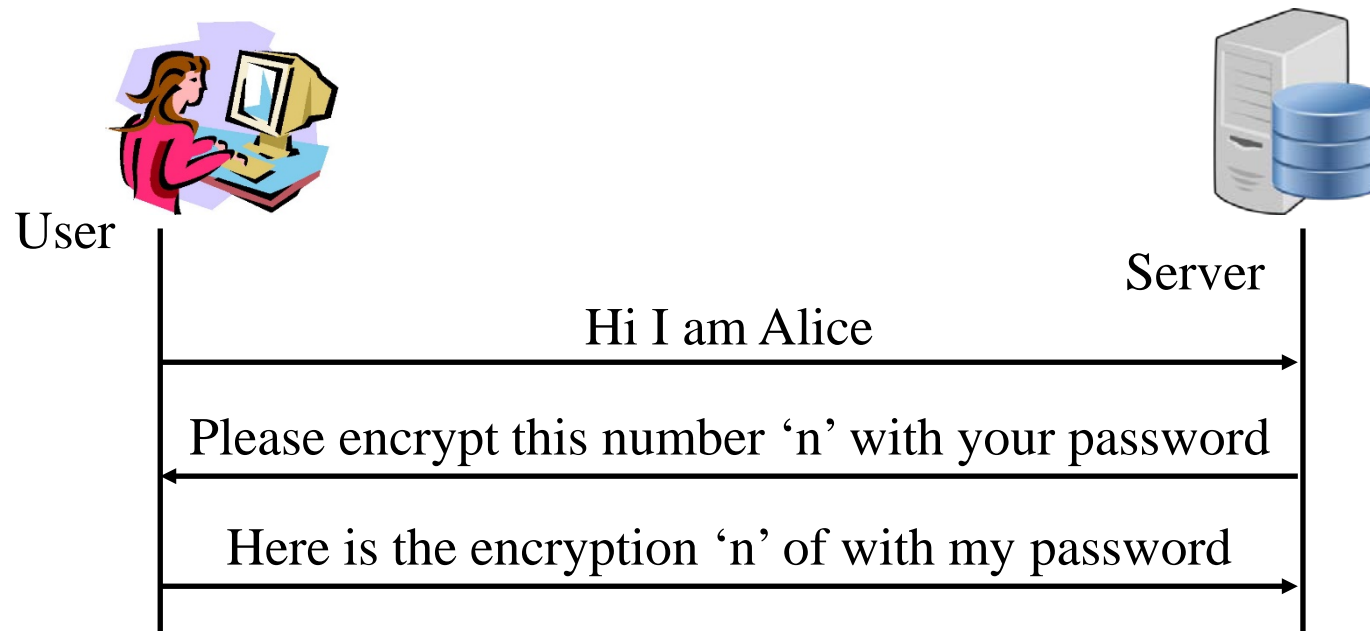 User
Server
Hi I am Alice
Please encrypt this number ‘n’ with your password
Here is the encryption ‘n’ of with my password